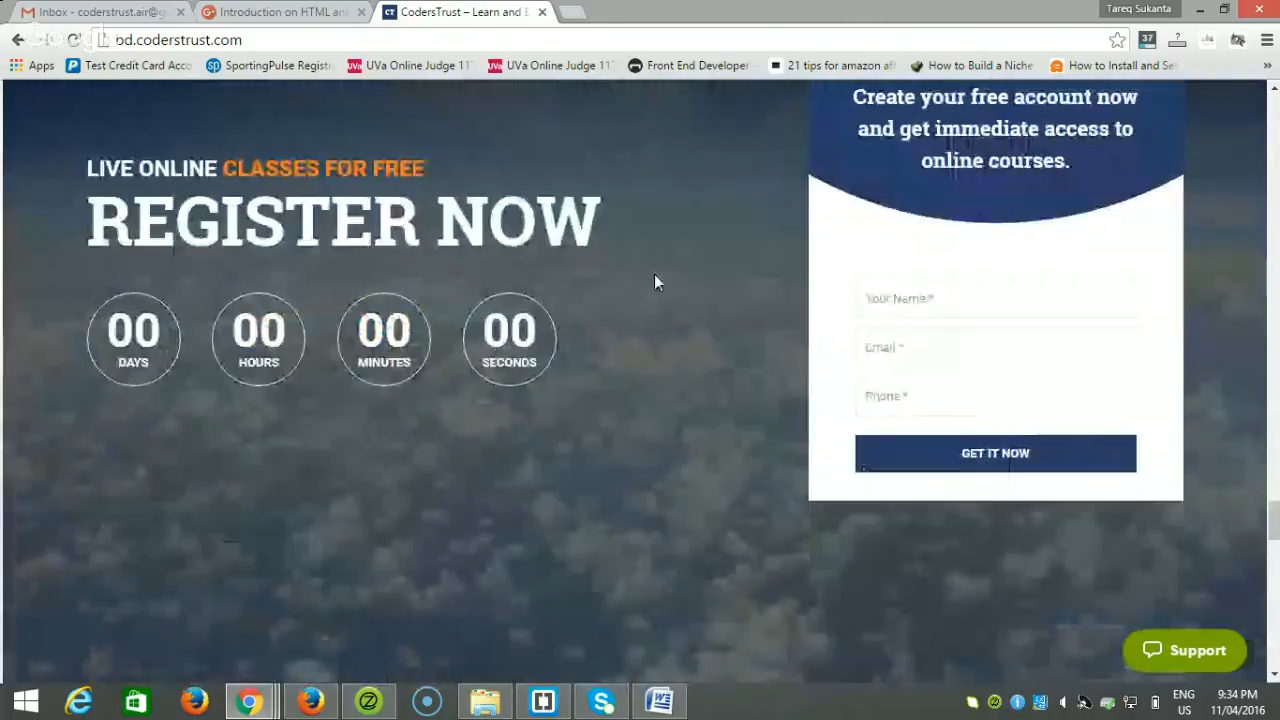 Inbox - coderstrust.air@g
Introduction on HTML an
CodersTrust – Learn and E
Tareq Sukanta
bd.coderstrust.com
37
Apps
Test Credit Card Acco
SportingPulse Registr
UVa Online Judge 11
UVa Online Judge 11
Front End Developer
21 tips for amazon aff
How to Build a Niche
How to Install and Set
»
Create your free account now
and get immediate access to
online courses.
LIVE ONLINE CLASSES FOR FREE
REGISTER NOW
00 00 00 00
DAYS HOURS MINUTES SECONDS
Your Name*
Email *
Phone *
GET IT NOW
Support
ENG
US
9:34 PM
11/04/2016